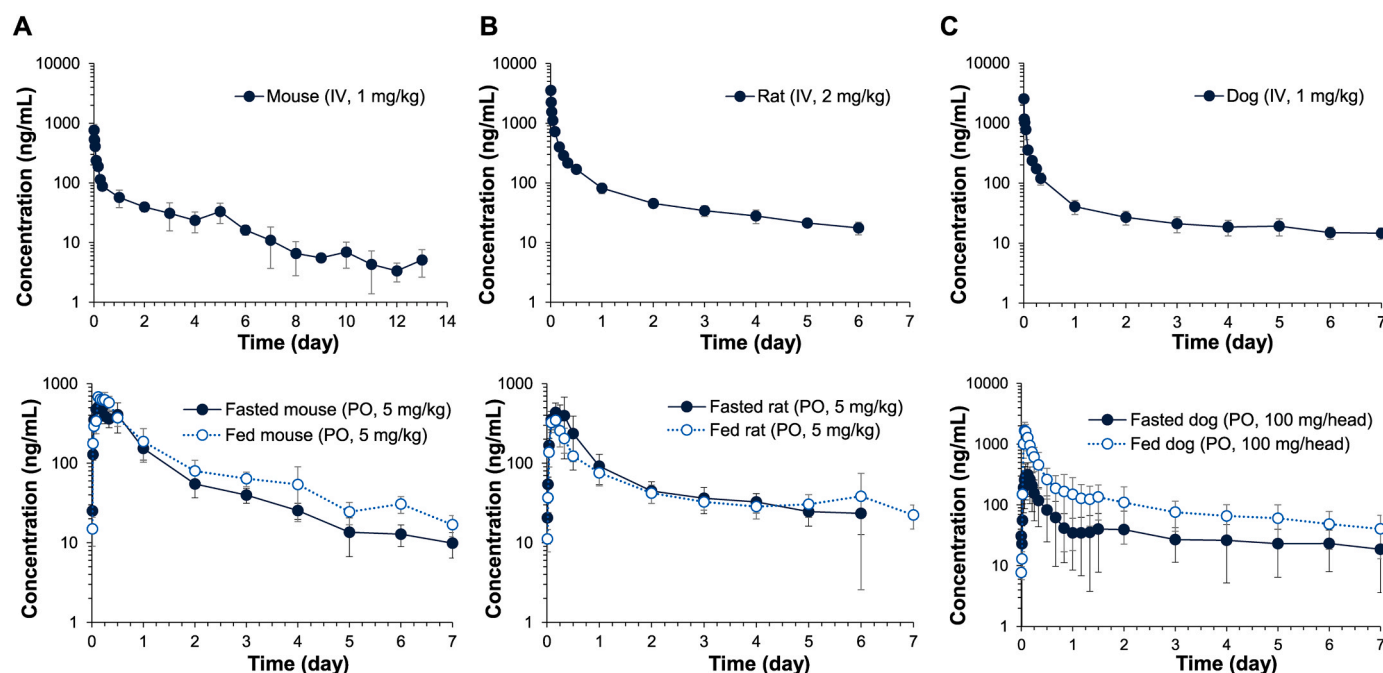 A
B
C
10000
1000
100
10
1
Concentration (ng/mL)
Mouse (IV, 1 mg/kg)
0 2 4 6 8 10 12 14
Time (day)
10000
1000
100
10
1
Concentration (ng/mL)
Rat (IV, 2 mg/kg)
0 1 2 3 4 5 6 7
Time (day)
10000
1000
100
10
1
Concentration (ng/mL)
Dog (IV, 1 mg/kg)
0 1 2 3 4 5 6 7
Time (day)
1000
100
10
1
Concentration (ng/mL)
Fasted mouse (PO, 5 mg/kg)
Fed mouse (PO, 5 mg/kg)
0 1 2 3 4 5 6 7
Time (day)
1000
100
10
1
Concentration (ng/mL)
Fasted rat (PO, 5 mg/kg)
Fed rat (PO, 5 mg/kg)
0 1 2 3 4 5 6 7
Time (day)
10000
1000
100
10
1
Concentration (ng/mL)
Fasted dog (PO, 100 mg/head)
Fed dog (PO, 100 mg/head)
0 1 2 3 4 5 6 7
Time (day)